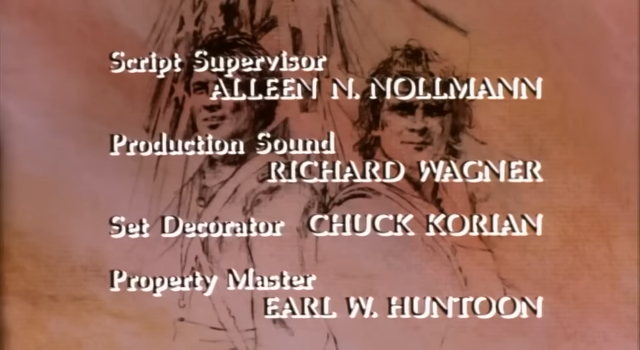 Script Supervisor
ALLEEN N. NOLLMANN
Production Sound
RICHARD WAGNER
Set Decorator CHUCK KORIAN
Property Master
EARL W. HUNTOON